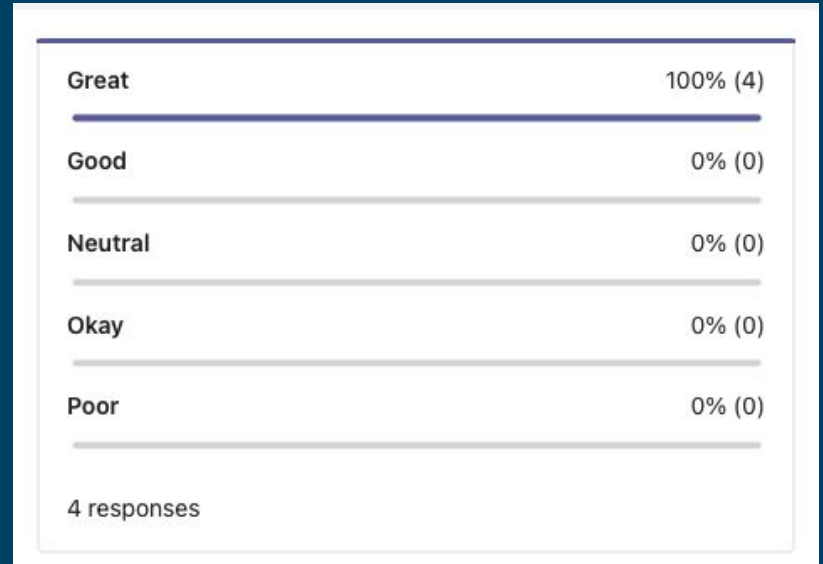 Great 100% (4)
Good 0% (0)
Neutral 0% (0)
Okay 0% (0)
Poor 0% (0)
4 responses